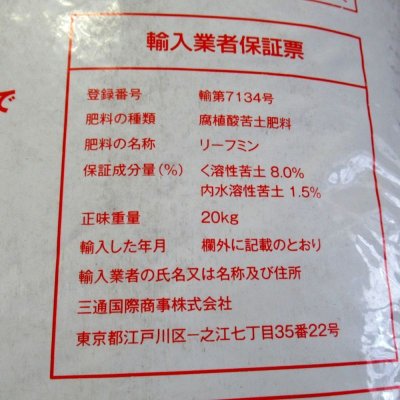 で
輸入業者保証票
登録番号 輸第7134号
肥料の種類 腐植酸苦土肥料
肥料の名称 リーフミン
保証成分量(%) く溶性苦土 8.0%
内水溶性苦土 1.5%
正味重量 20kg
輸入した年月 欄外に記載のとおり
輸入業者の氏名又は名称及び住所
三通国際商事株式会社
東京都江戸川区一之江七丁目35番22号